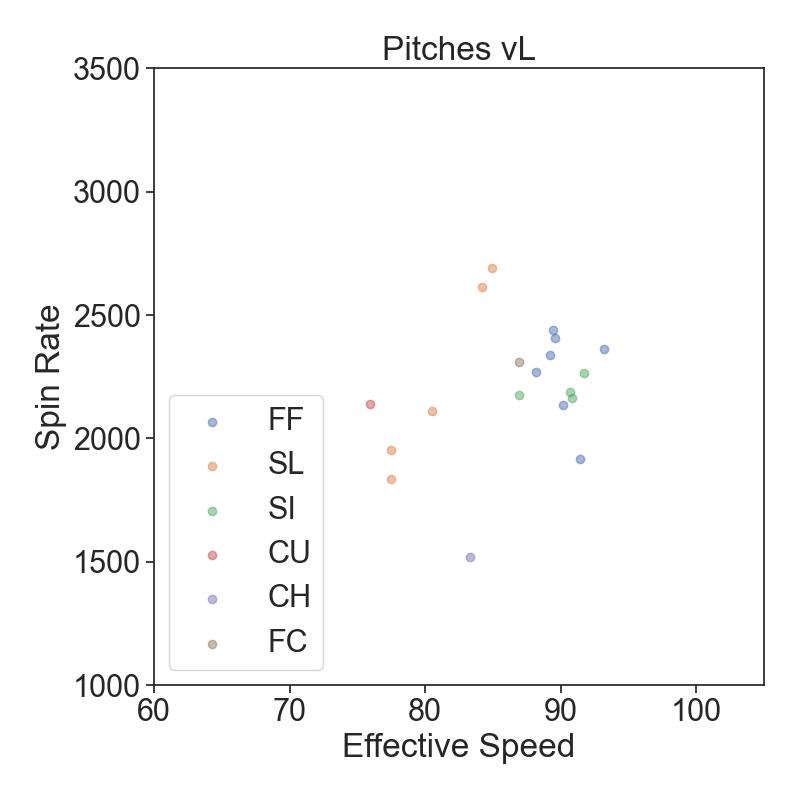 Pitches vL
3500
3000
2500
2000
1500
1000
Spin Rate
FF
SL
SI
CU
CH
FC
60 70 80 90 100
Effective Speed